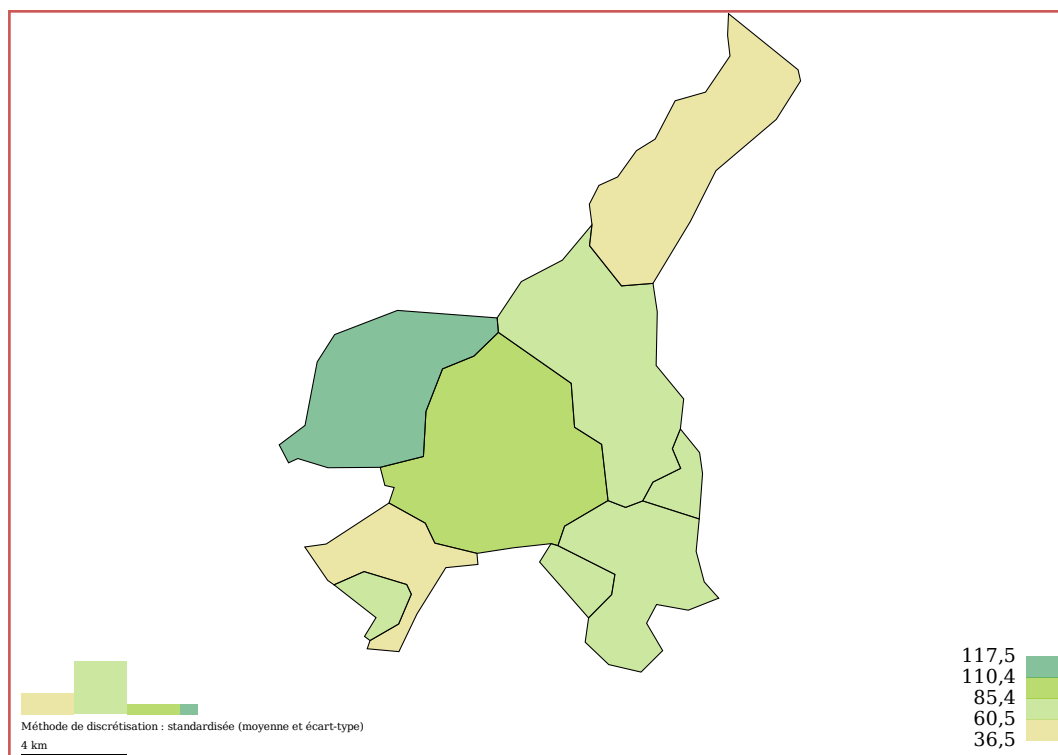 117,5
110,4
85,4
60,5
36,5
Méthode de discrétisation : standardisée (moyenne et écart-type)
4 km